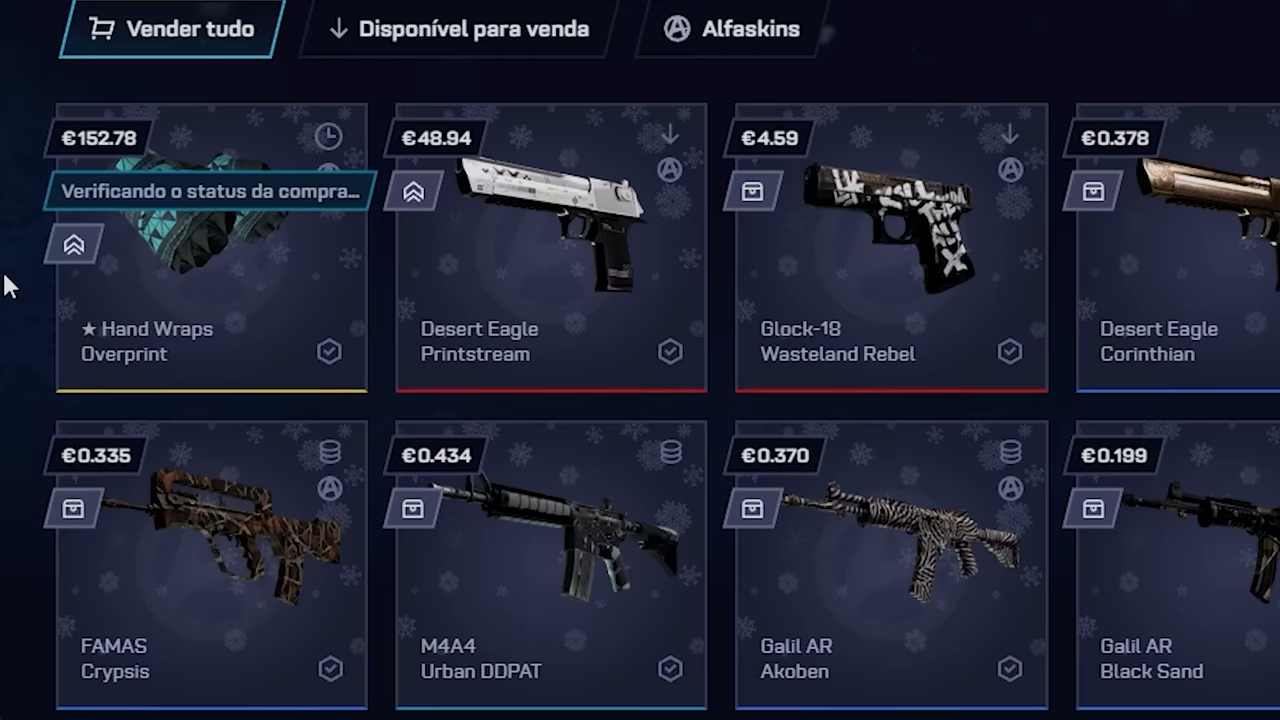 Vender tudo
Disponível para venda
Alfaskins
€152.78
€48.94
€4.59
€0.378
Verificando o status da compra...
★ Hand Wraps
Overprint
Desert Eagle
Printstream
Glock-18
Wasteland Rebel
Desert Eagle
Corinthian
€0.335
€0.434
€0.370
€0.199
FAMAS
Crypsis
M4A4
Urban DDPAT
Galil AR
Akoben
Galil AR
Black Sand